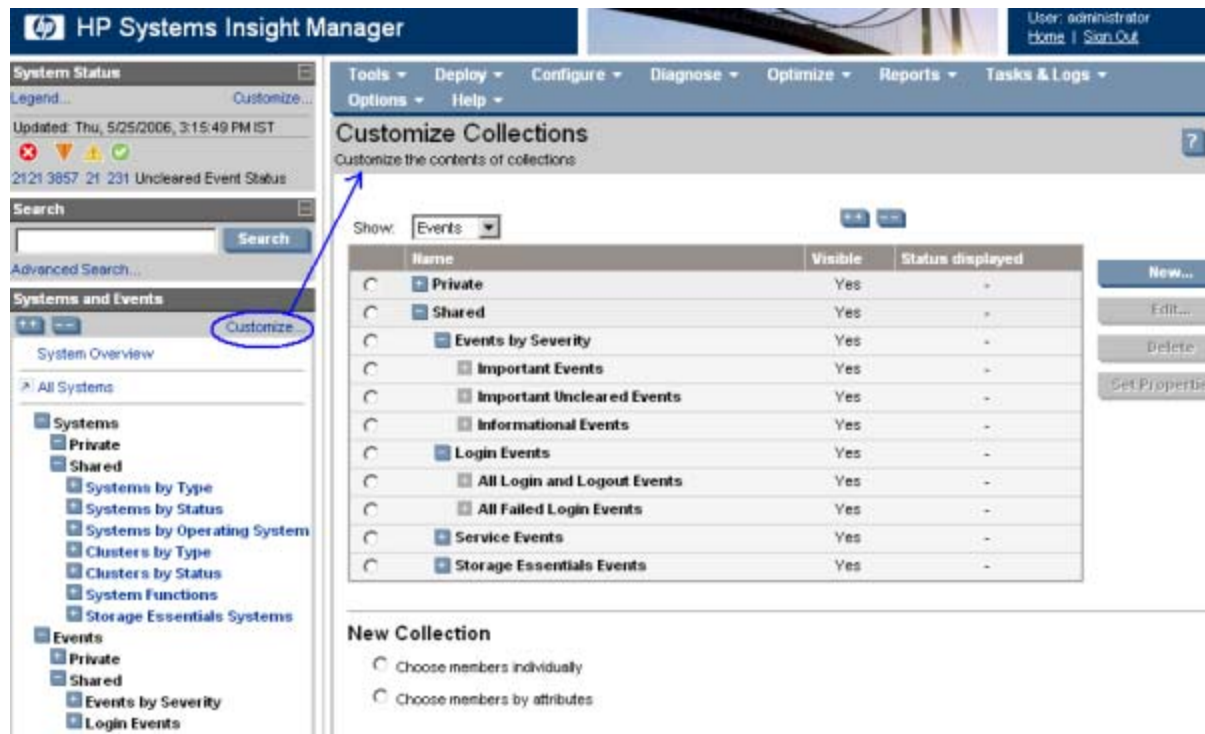 hp HP Systems Insight Manager
User: administrator
Home | Sign Out
System Status
Legend... Customize...
Updated: Thu, 5/25/2006, 3:15:49 PM IST
2121 3857 21 231 Uncleared Event Status
Search
Search
Advanced Search...
Systems and Events
Customize...
System Overview
All Systems
Systems
Private
Shared
Systems by Type
Systems by Status
Systems by Operating System
Clusters by Type
Clusters by Status
System Functions
Storage Essentials Systems
Events
Private
Shared
Events by Severity
Login Events
Tools Deploy Configure Diagnose Optimize Reports Tasks & Logs
Options Help
Customize Collections
Customize the contents of collections
?
Show: Events
Name Visible Status displayed
Private Yes -
Shared Yes -
Events by Severity Yes -
Important Events Yes -
Important Uncleared Events Yes -
Informational Events Yes -
Login Events Yes -
All Login and Logout Events Yes -
All Failed Login Events Yes -
Service Events Yes -
Storage Essentials Events Yes -
New...
Edit...
Delete
Set Propertie
New Collection
Choose members individually
Choose members by attributes